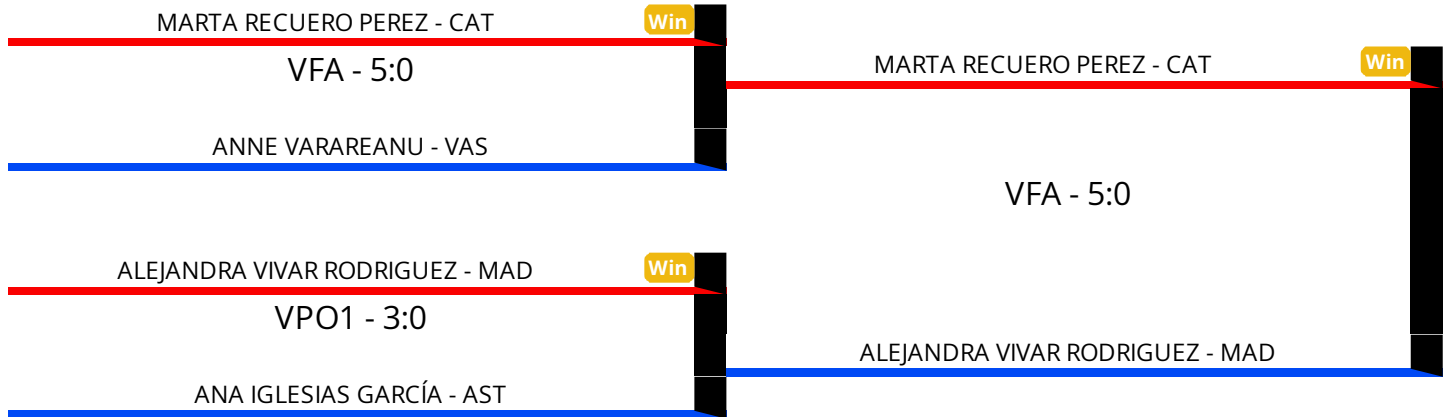 MARTA RECUERO PEREZ - CAT
Win
VFA - 5:0
ANNE VARAREANU - VAS
ALEJANDRA VIVAR RODRIGUEZ - MAD
Win
VPO1 - 3:0
ANA IGLESIAS GARCÍA - AST
MARTA RECUERO PEREZ - CAT
Win
VFA - 5:0
ALEJANDRA VIVAR RODRIGUEZ - MAD